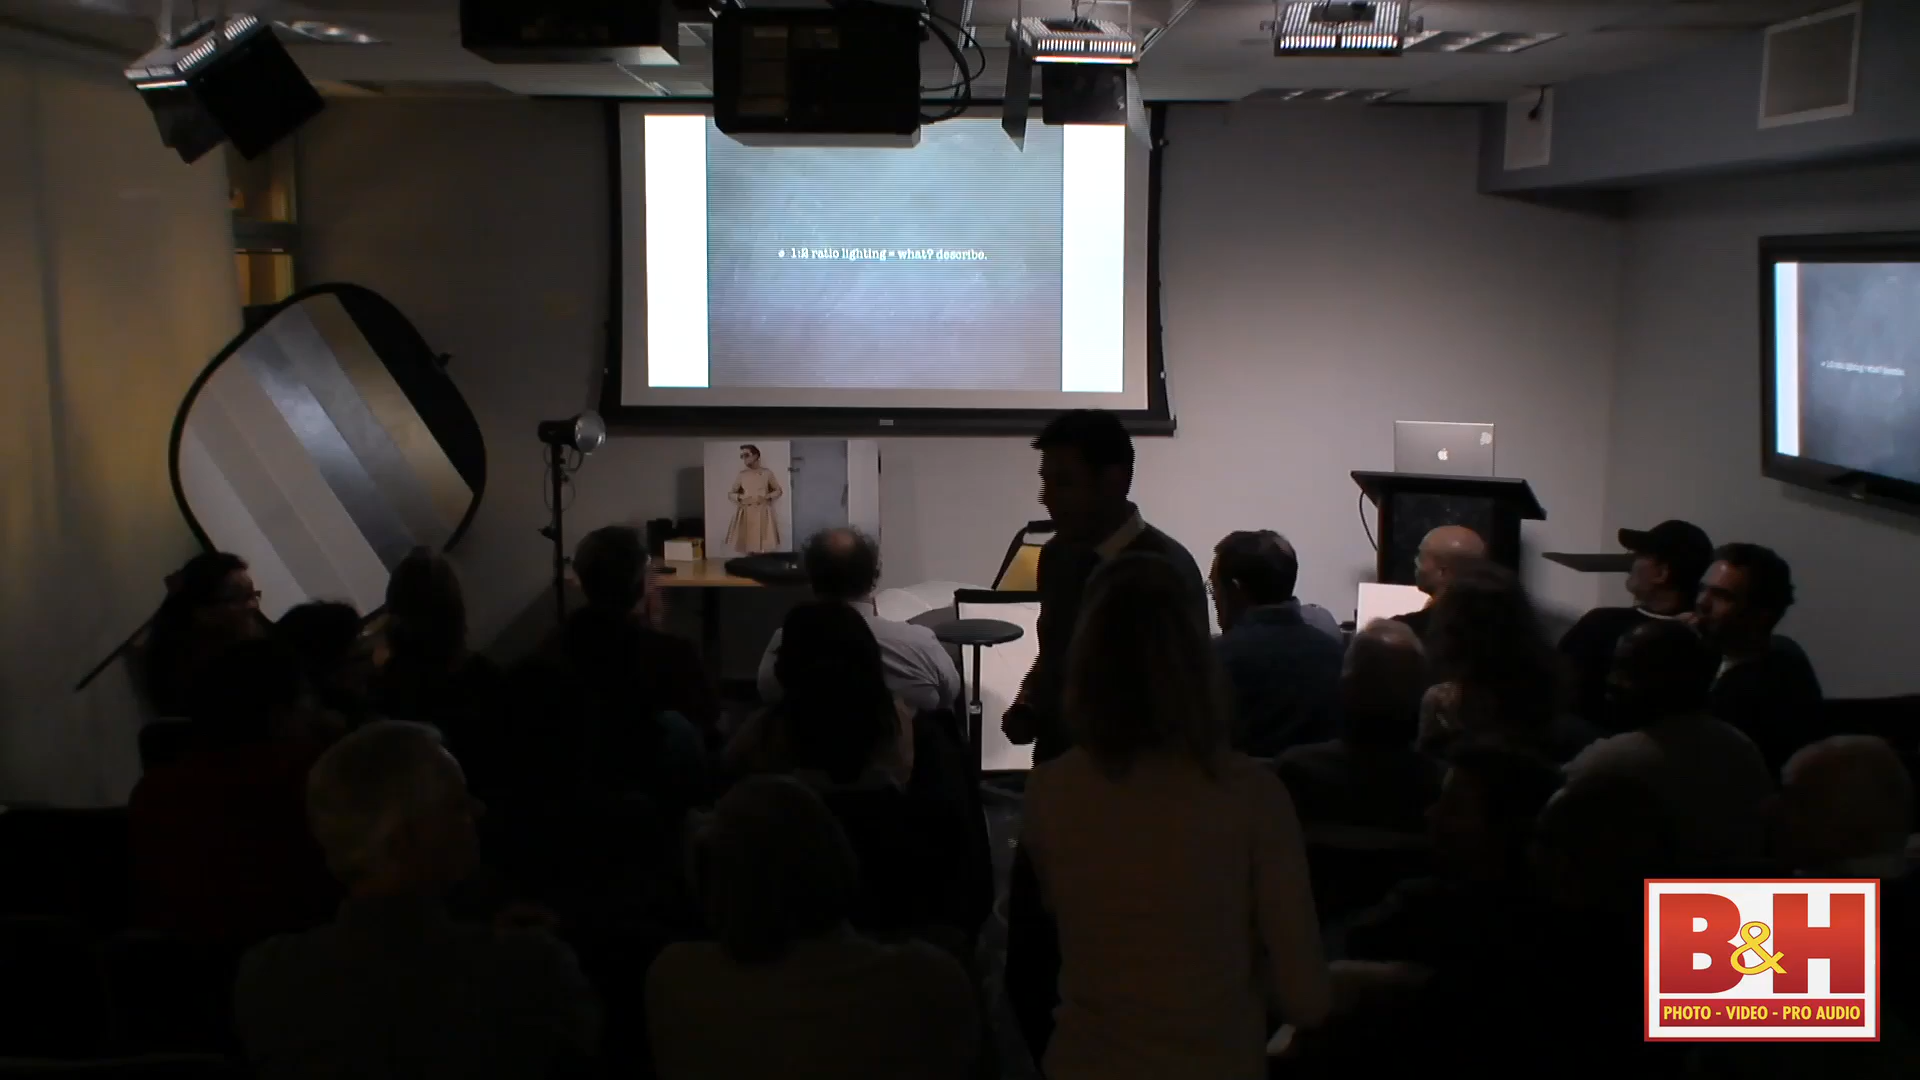 • 1:2 ratio lighting = what? describe.
B&H
PHOTO - VIDEO - PRO AUDIO